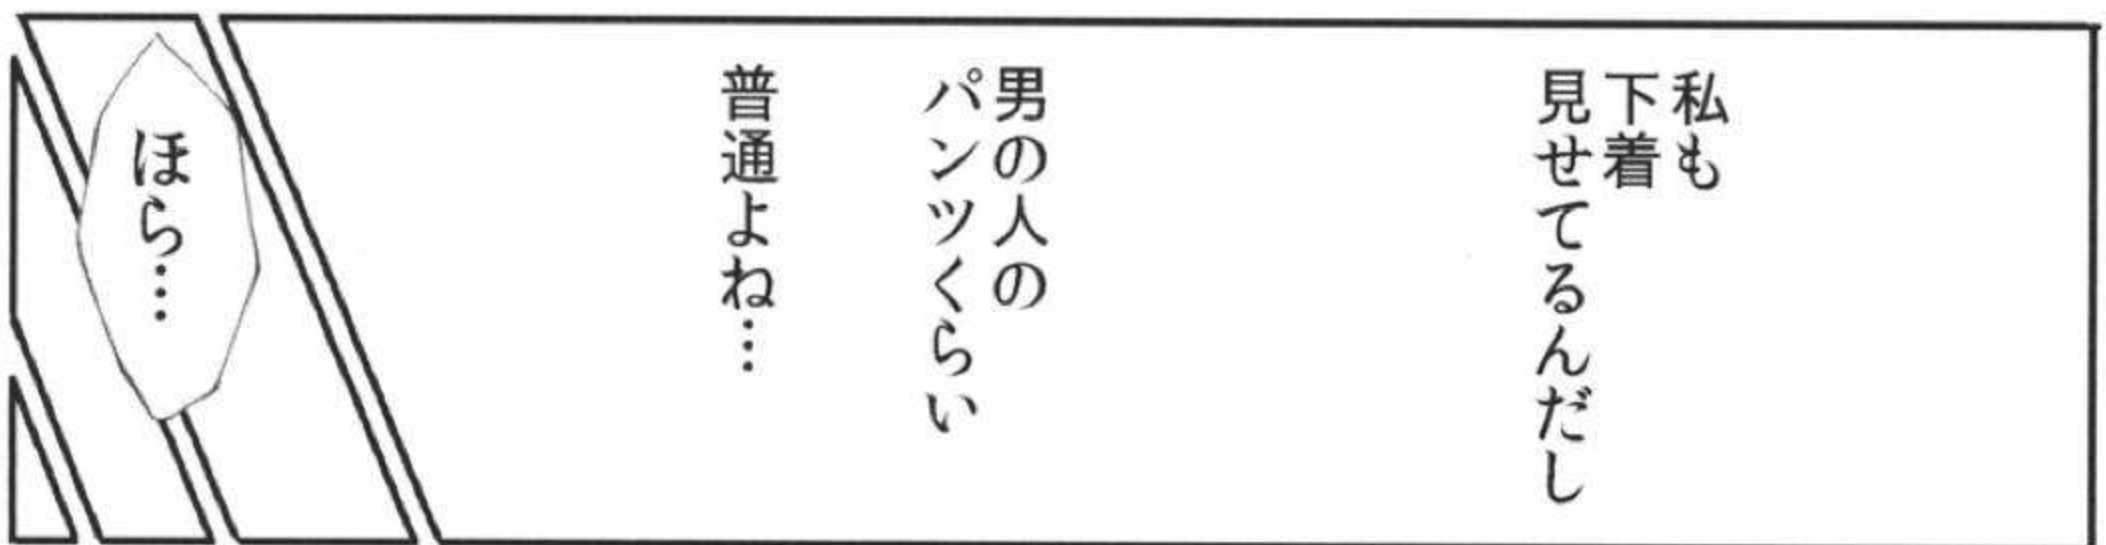 私も
下着
見せてるんだし
男の人の
パンツくらい
普通よね…
ほら…